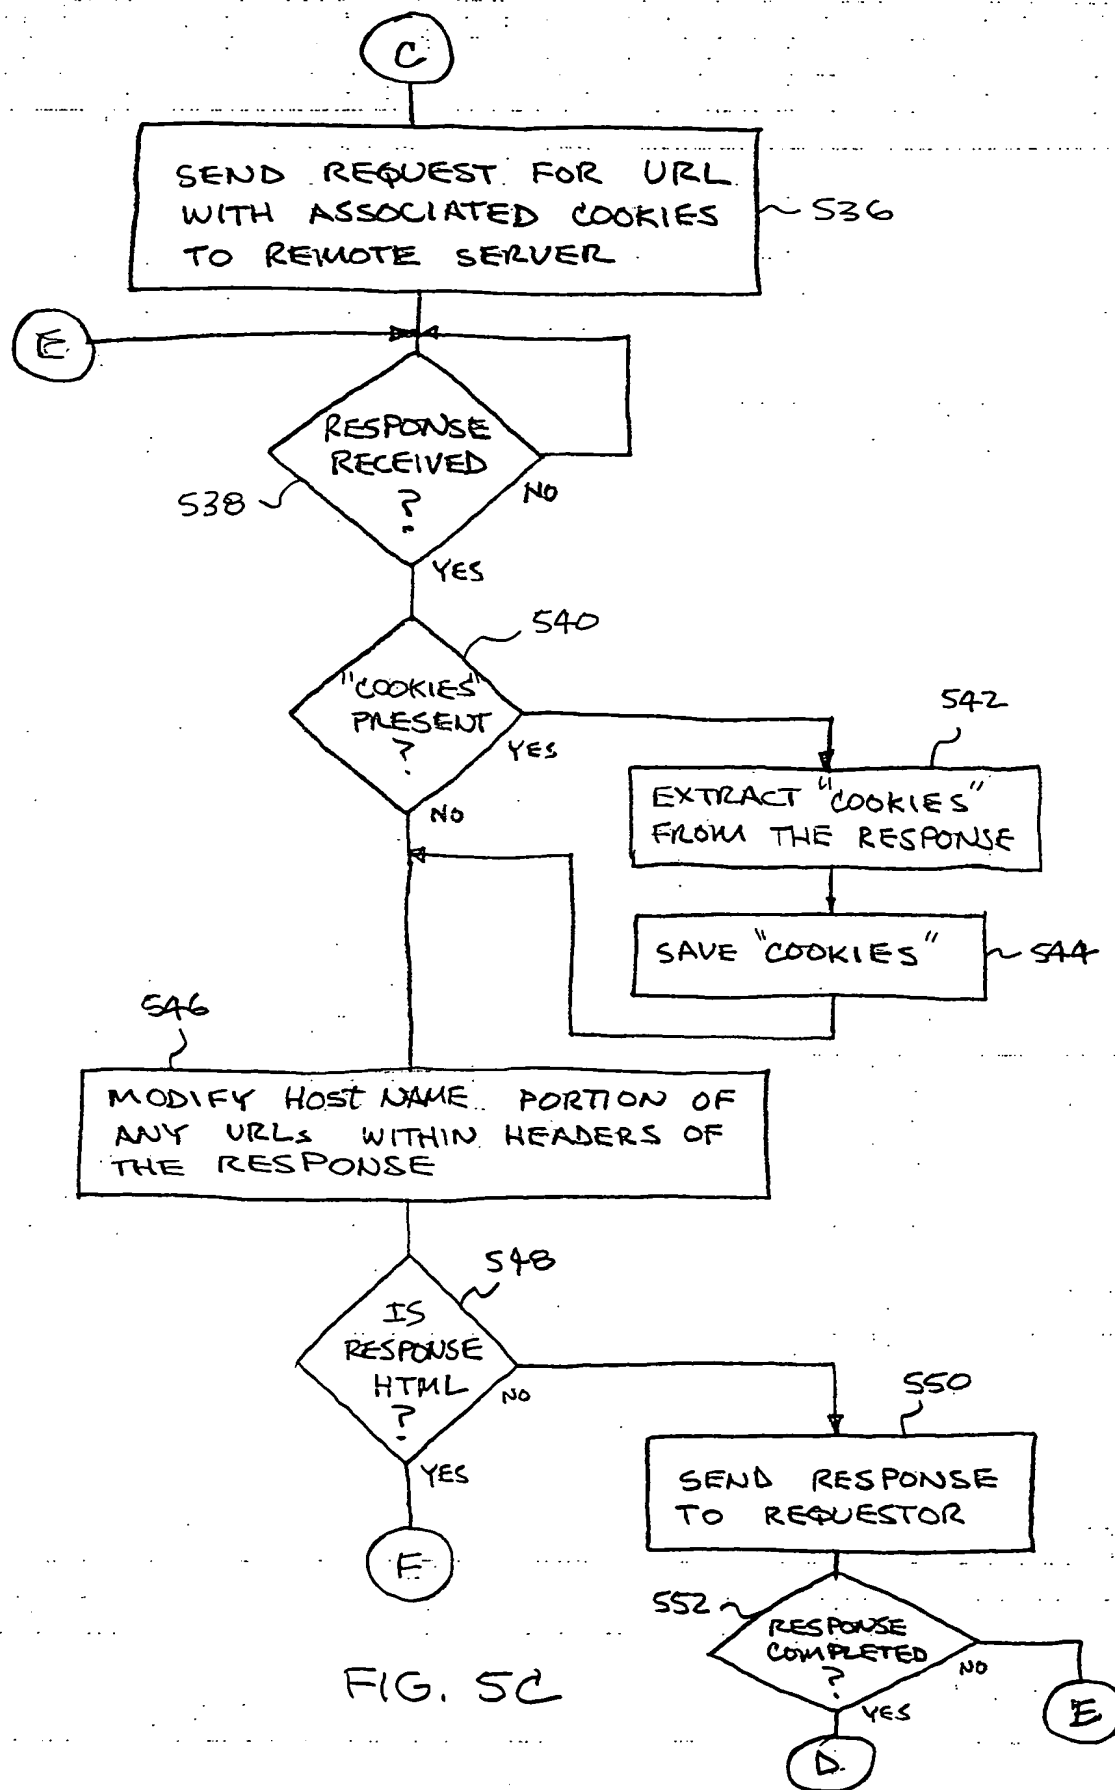 C
SEND REQUEST FOR URL
WITH ASSOCIATED COOKIES
TO REMOTE SERVER
536
E
RESPONSE
RECEIVED
?
538
NO
YES
540
"COOKIES"
PRESENT
?
YES
NO
542
EXTRACT "COOKIES"
FROM THE RESPONSE
SAVE "COOKIES"
544
546
MODIFY HOST NAME PORTION OF
ANY URLs WITHIN HEADERS OF
THE RESPONSE
548
IS
RESPONSE
HTML
?
NO
YES
F
550
SEND RESPONSE
TO REQUESTOR
552
RESPONSE
COMPLETED
?
NO
YES
E
D
FIG. 5C